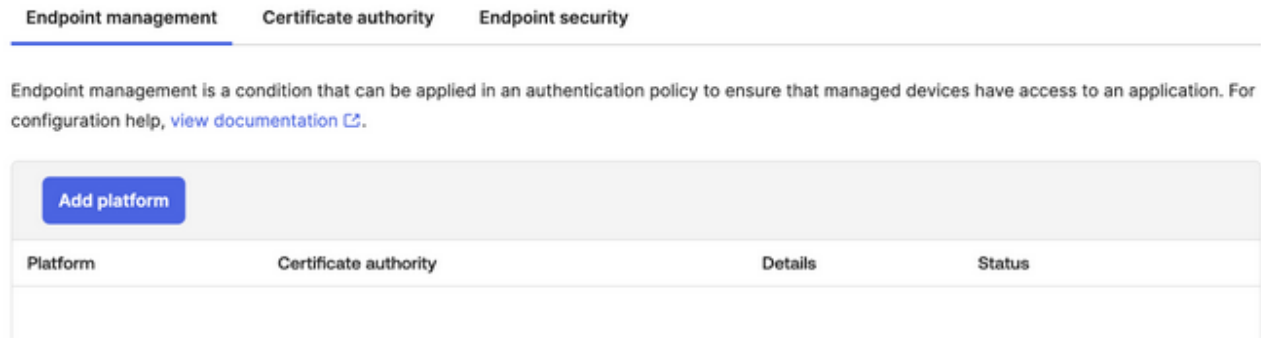 Endpoint management Certificate authority Endpoint security
Endpoint management is a condition that can be applied in an authentication policy to ensure that managed devices have access to an application. For
configuration help, view documentation.
Add platform
Platform Certificate authority Details Status